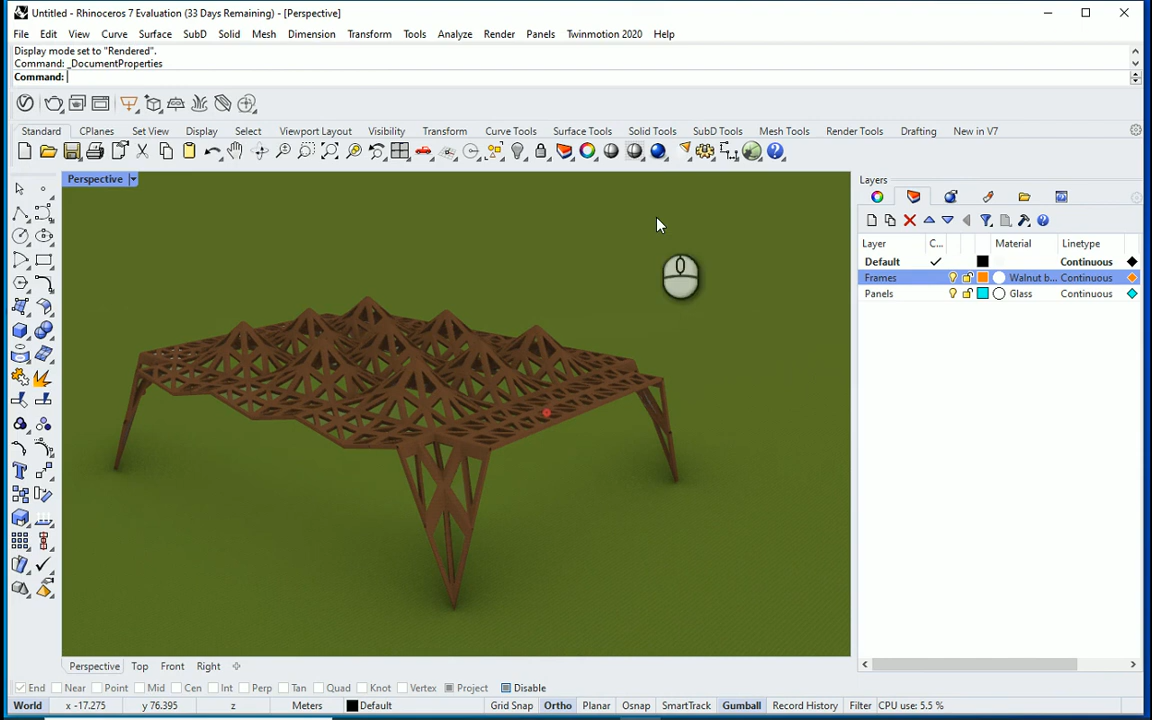 Untitled - Rhinoceros 7 Evaluation (33 Days Remaining) - [Perspective]
File Edit View Curve Surface SubD Solid Mesh Dimension Transform Tools Analyze Render Panels Twinmotion 2020 Help
Display mode set to "Rendered".
Command: _DocumentProperties
Command:
Standard CPlanes Set View Display Select Viewport Layout Visibility Transform Curve Tools Surface Tools Solid Tools SubD Tools Mesh Tools Render Tools Drafting New in V7
Perspective
Layers
Layer C... Material Linetype
Default Continuous
Frames Walnut b... Continuous
Panels Glass Continuous
Perspective Top Front Right
End Near Point Mid Cen Int Perp Tan Quad Knot Vertex Project Disable
World x -17.275 y 76.395 z Meters Default Grid Snap Ortho Planar Osnap SmartTrack Gumball Record History Filter CPU use: 5.5 %